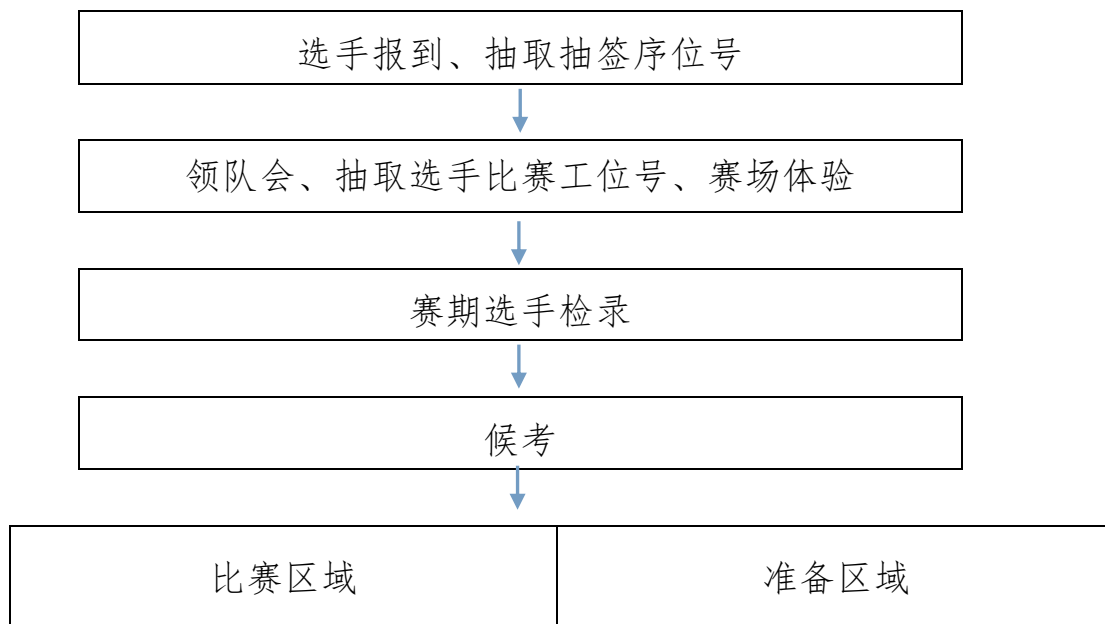 选手报到、抽取抽签序位号
领队会、抽取选手比赛工位号、赛场体验
赛期选手检录
候考
比赛区域
准备区域